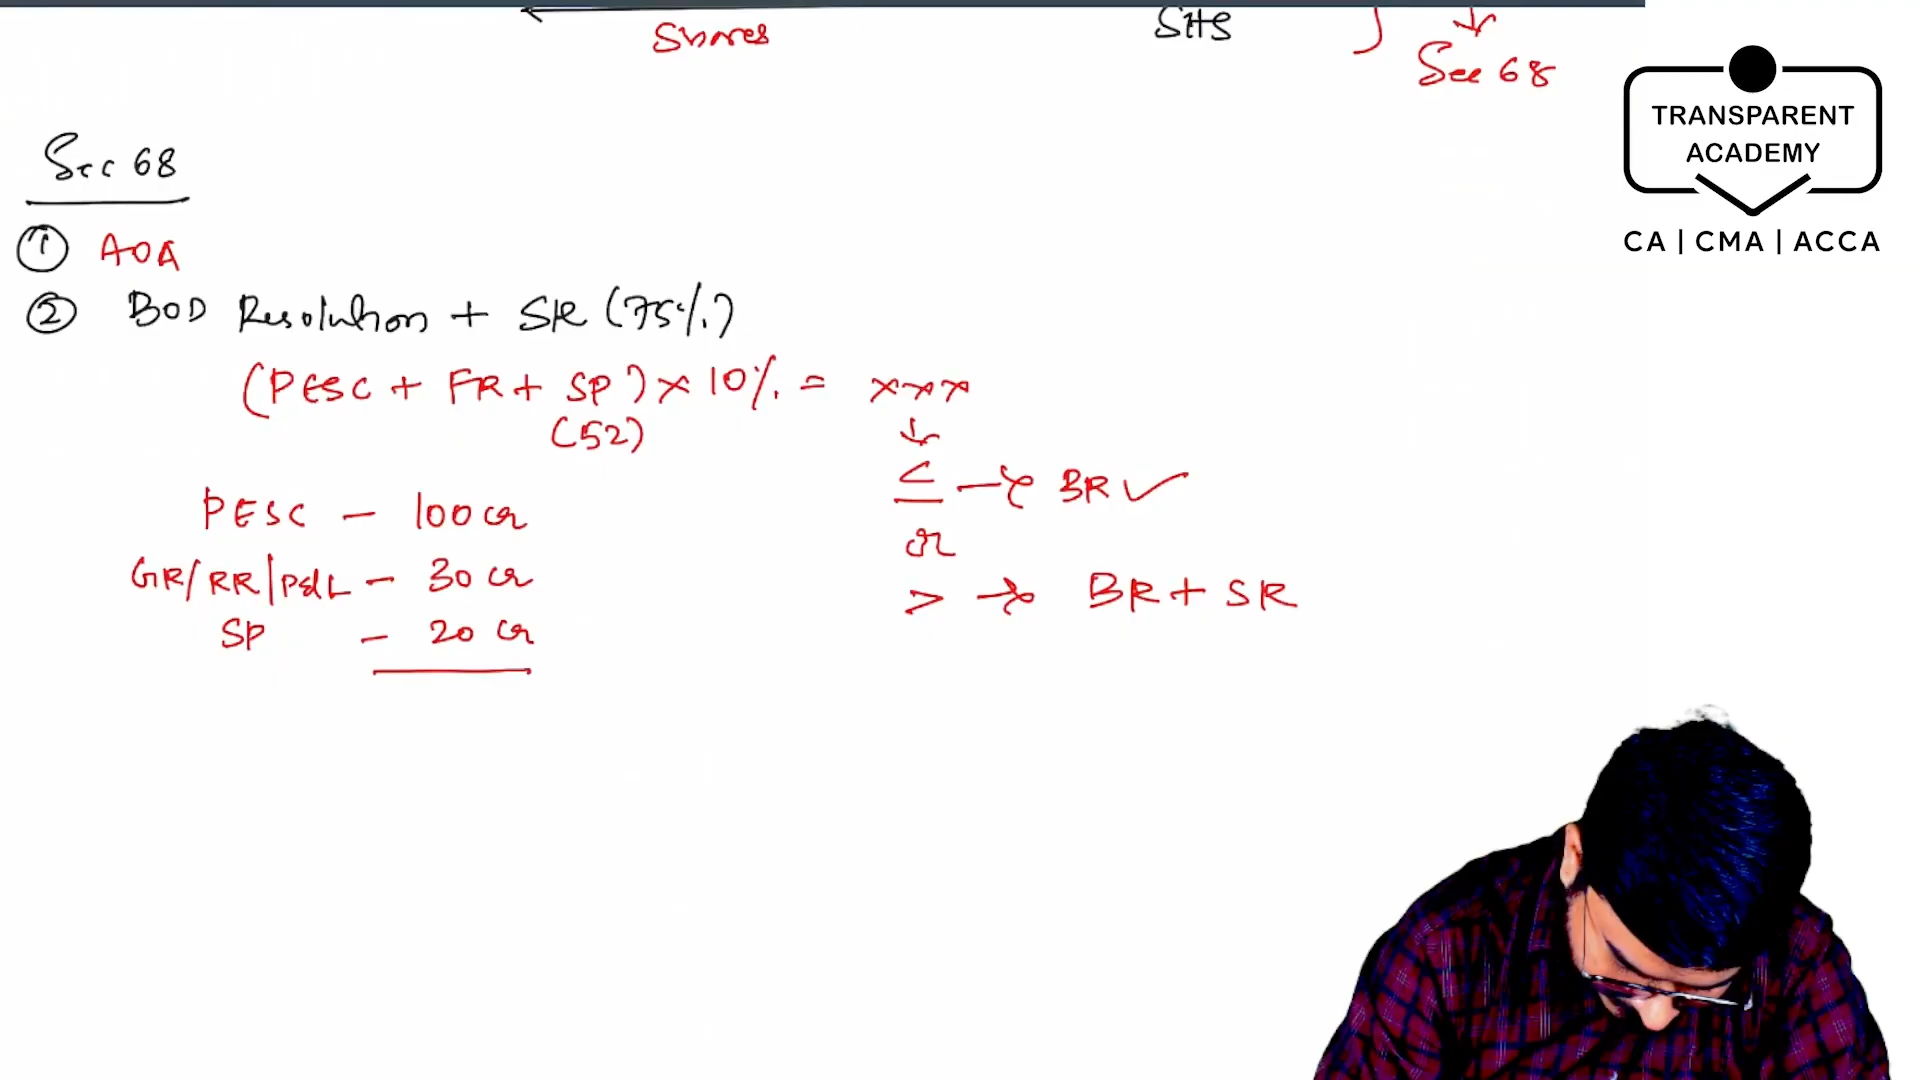 Shares
SHS
Sec 68
TRANSPARENT
ACADEMY
CA | CMA | ACCA
Sec 68
① AOA
② BOD Resolution + SR (75%)
(PESC + FR + SP) × 10% = xxx
(52)
< → BR ✓
or
> → BR + SR
PESC - 100 cr
GR/RR/P&L - 30 cr
SP - 20 cr